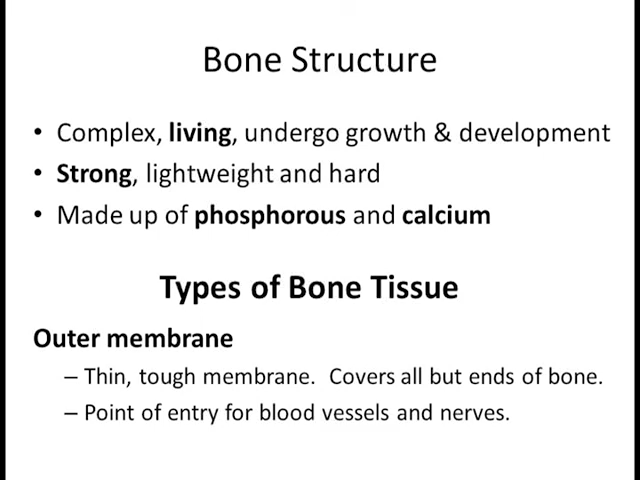 Bone Structure
• Complex, living, undergo growth & development
• Strong, lightweight and hard
• Made up of phosphorous and calcium
Types of Bone Tissue
Outer membrane
– Thin, tough membrane. Covers all but ends of bone.
– Point of entry for blood vessels and nerves.